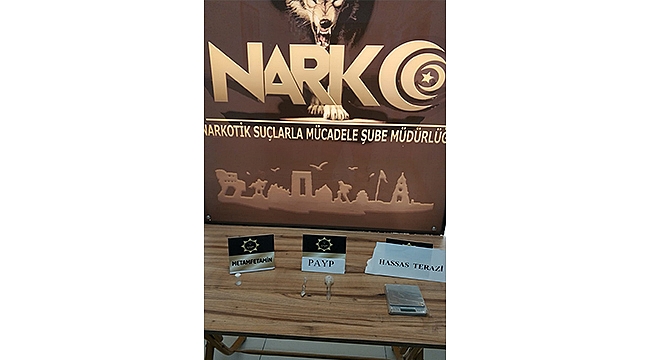 NARKO
NARKOTİK SUÇLARLA MÜCADELE ŞUBE MÜDÜRLÜĞ
METAMFETAMİN
PAYP
HASSAS TERAZİ